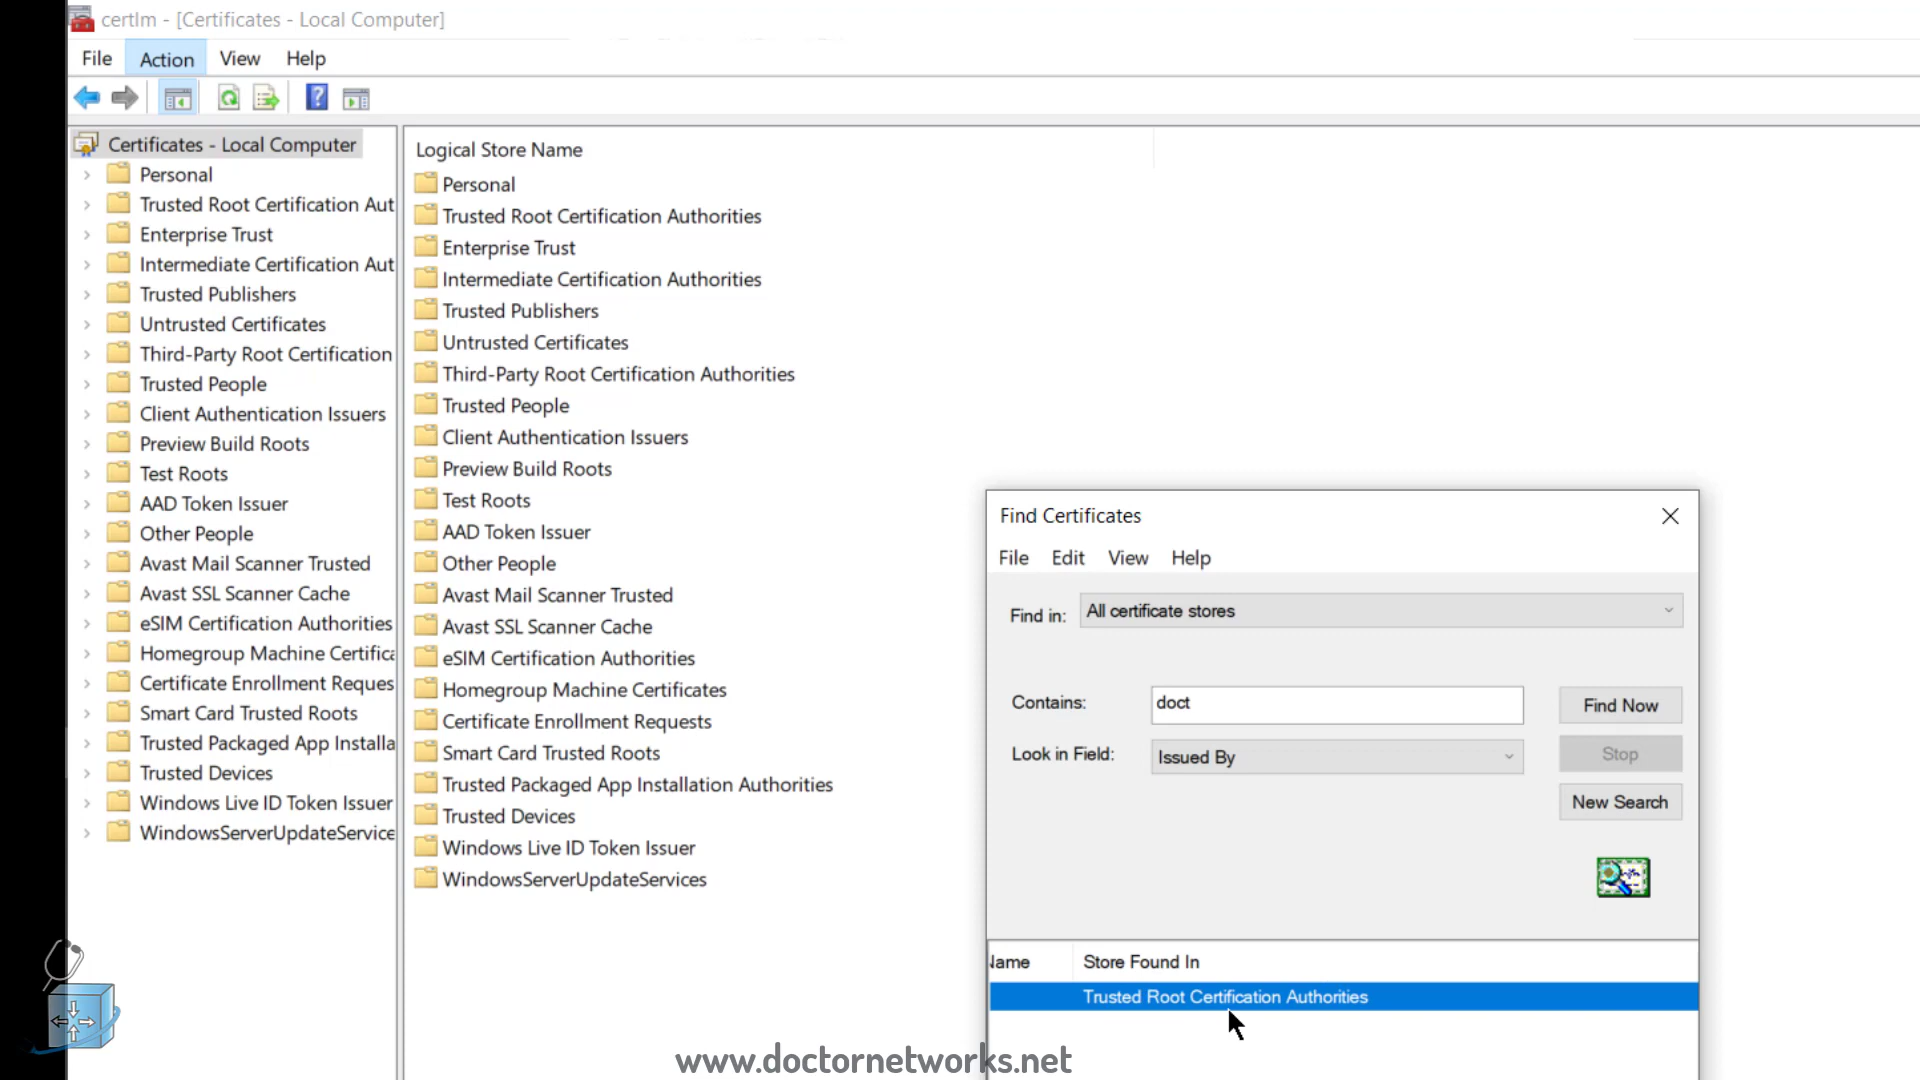 certlm - [Certificates - Local Computer]
File Action View Help
Certificates - Local Computer
Personal
Trusted Root Certification Aut
Enterprise Trust
Intermediate Certification Aut
Trusted Publishers
Untrusted Certificates
Third-Party Root Certification
Trusted People
Client Authentication Issuers
Preview Build Roots
Test Roots
AAD Token Issuer
Other People
Avast Mail Scanner Trusted
Avast SSL Scanner Cache
eSIM Certification Authorities
Homegroup Machine Certifica
Certificate Enrollment Reques
Smart Card Trusted Roots
Trusted Packaged App Installa
Trusted Devices
Windows Live ID Token Issuer
WindowsServerUpdateService
Logical Store Name
Personal
Trusted Root Certification Authorities
Enterprise Trust
Intermediate Certification Authorities
Trusted Publishers
Untrusted Certificates
Third-Party Root Certification Authorities
Trusted People
Client Authentication Issuers
Preview Build Roots
Test Roots
AAD Token Issuer
Other People
Avast Mail Scanner Trusted
Avast SSL Scanner Cache
eSIM Certification Authorities
Homegroup Machine Certificates
Certificate Enrollment Requests
Smart Card Trusted Roots
Trusted Packaged App Installation Authorities
Trusted Devices
Windows Live ID Token Issuer
WindowsServerUpdateServices
Find Certificates
File Edit View Help
Find in: All certificate stores
Contains: doct Find Now
Look in Field: Issued By Stop
New Search
Name Store Found In
Trusted Root Certification Authorities
www.doctornetworks.net